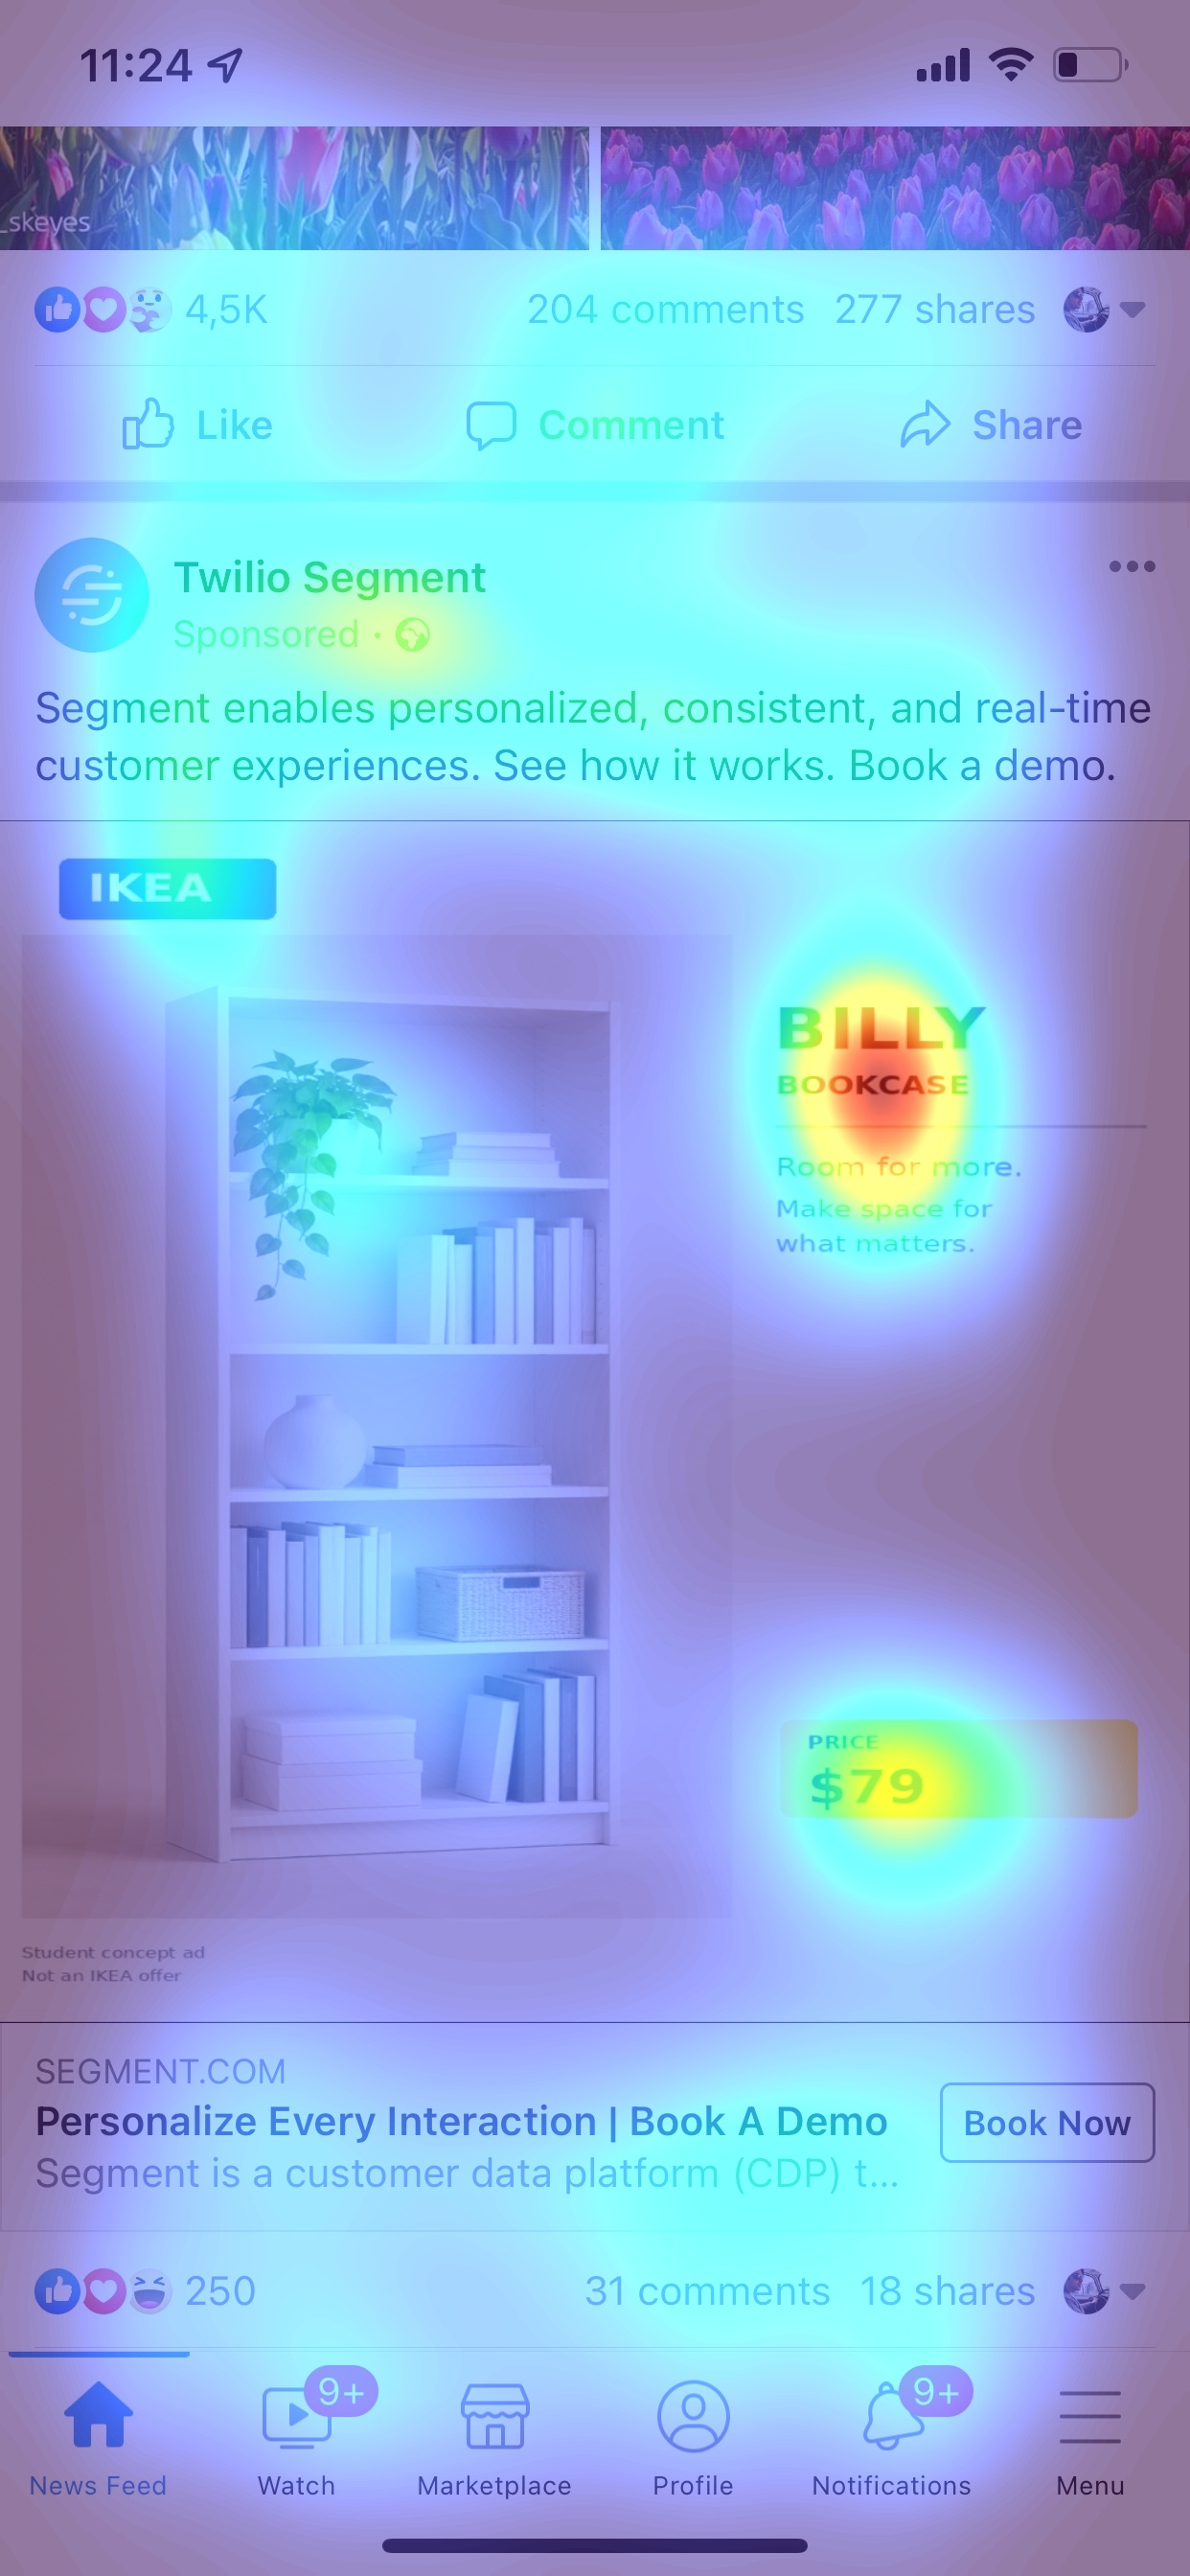 11:24
_skeyes
4,5K 204 comments 277 shares
Like Comment Share
Twilio Segment
Sponsored ·
Segment enables personalized, consistent, and real-time
customer experiences. See how it works. Book a demo.
IKEA
BILLY
BOOKCASE
Room for more.
Make space for
what matters.
PRICE
$79
Student concept ad
Not an IKEA offer
SEGMENT.COM
Personalize Every Interaction | Book A Demo
Segment is a customer data platform (CDP) t...
Book Now
250 31 comments 18 shares
9+ 9+
News Feed Watch Marketplace Profile Notifications Menu